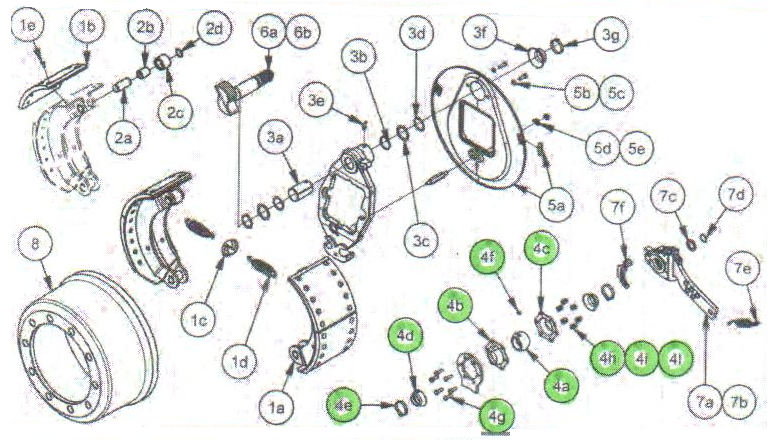 1e 1b 2b 2d 6a 6b 3b 3d 3f 3g
2a 2c 3e 5b 5c
3a 5d 5e
3c 5a 7f 7c 7d
8 4f 4c 7e
1c 1d 4d 4b
4h 4i 4l
1a 4e 4g 4a 7a 7b